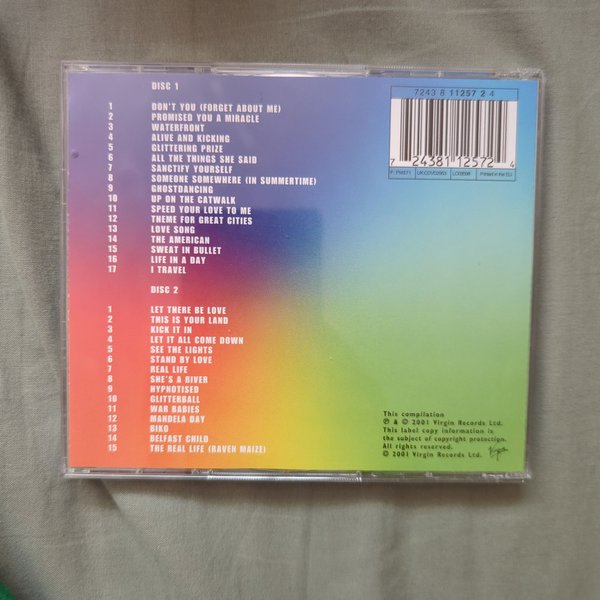 DISC 1
1 DON'T YOU (FORGET ABOUT ME)
2 PROMISED YOU A MIRACLE
3 WATERFRONT
4 ALIVE AND KICKING
5 GLITTERING PRIZE
6 ALL THE THINGS SHE SAID
7 SANCTIFY YOURSELF
8 SOMEONE SOMEWHERE (IN SUMMERTIME)
9 GHOSTDANCING
10 UP ON THE CATWALK
11 SPEED YOUR LOVE TO ME
12 THEME FOR GREAT CITIES
13 LOVE SONG
14 THE AMERICAN
15 SWEAT IN BULLET
16 LIFE IN A DAY
17 I TRAVEL
DISC 2
1 LET THERE BE LOVE
2 THIS IS YOUR LAND
3 KICK IT IN
4 LET IT ALL COME DOWN
5 SEE THE LIGHTS
6 STAND BY LOVE
7 REAL LIFE
8 SHE'S A RIVER
9 HYPNOTISED
10 GLITTERBALL
11 WAR BABIES
12 MANDELA DAY
13 BIKO
14 BELFAST CHILD
15 THE REAL LIFE (RAVEN MAIZE)
7243 8 11257 2 4
7 24381 12572 4
Printed in the EU
This compilation
℗ & © 2001 Virgin Records Ltd.
This label copy information is
the subject of copyright protection.
All rights reserved.
© 2001 Virgin Records Ltd.
Virgin